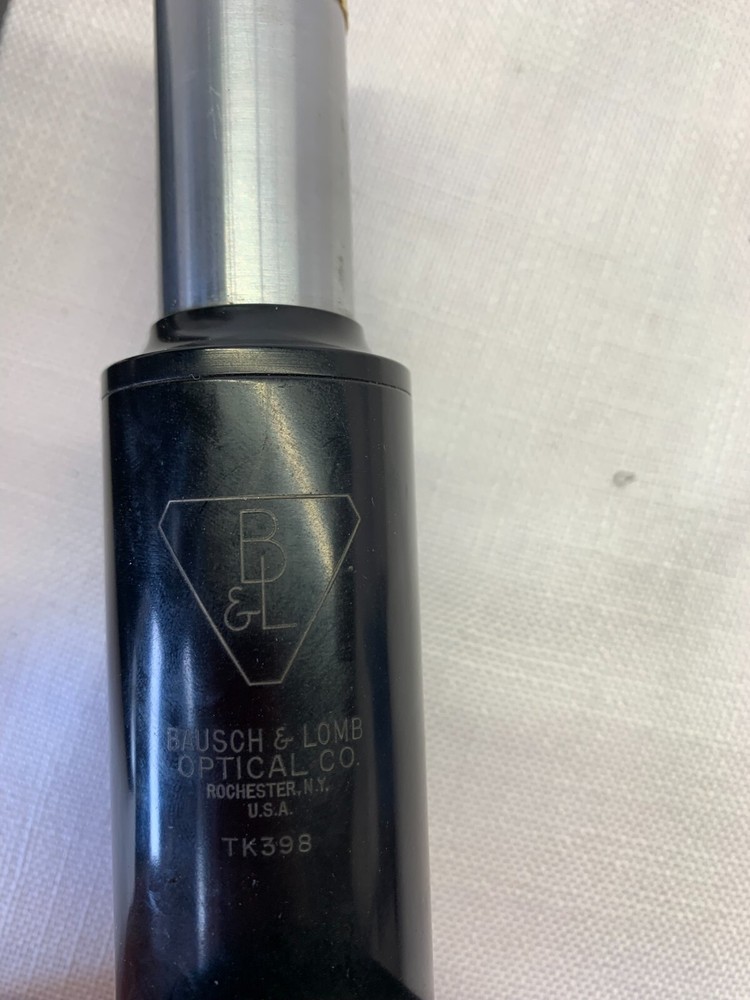 B
&L
BAUSCH & LOMB
OPTICAL CO.
ROCHESTER, N.Y.
U.S.A.
TK398